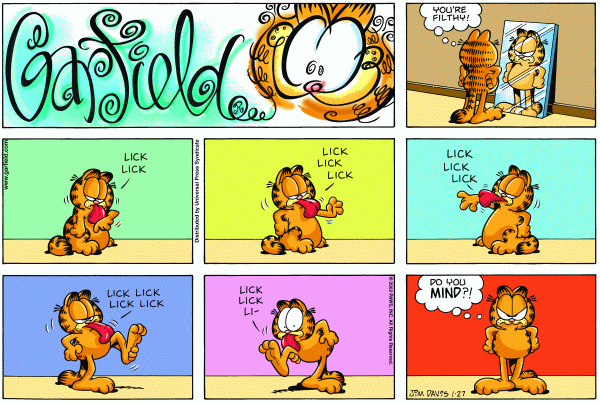 Garfield
YOU'RE
FILTHY!
www.garfield.com
LICK
LICK
Distributed by Universal Press Syndicate
LICK
LICK
LICK
LICK
LICK
LICK
LICK LICK
LICK LICK
LICK
LICK
LI-
© 2002 PAWS, INC. All Rights Reserved.
DO YOU
MIND?!
JIM DAVIS 1-27